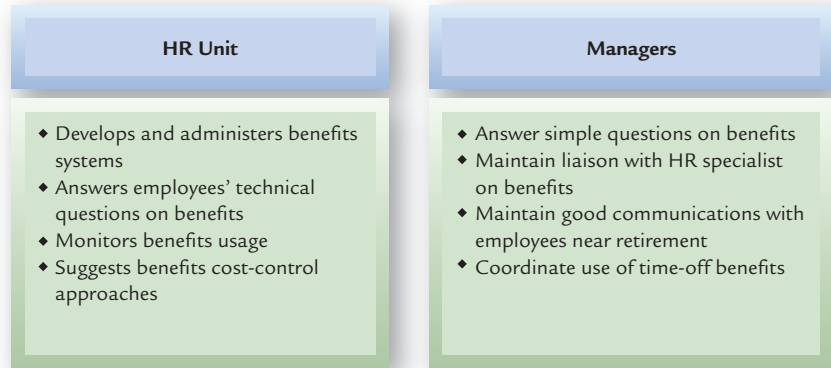 HR Unit
◆ Develops and administers benefits
systems
◆ Answers employees’ technical
questions on benefits
◆ Monitors benefits usage
◆ Suggests benefits cost-control
approaches
Managers
◆ Answer simple questions on benefits
◆ Maintain liaison with HR specialist
on benefits
◆ Maintain good communications with
employees near retirement
◆ Coordinate use of time-off benefits